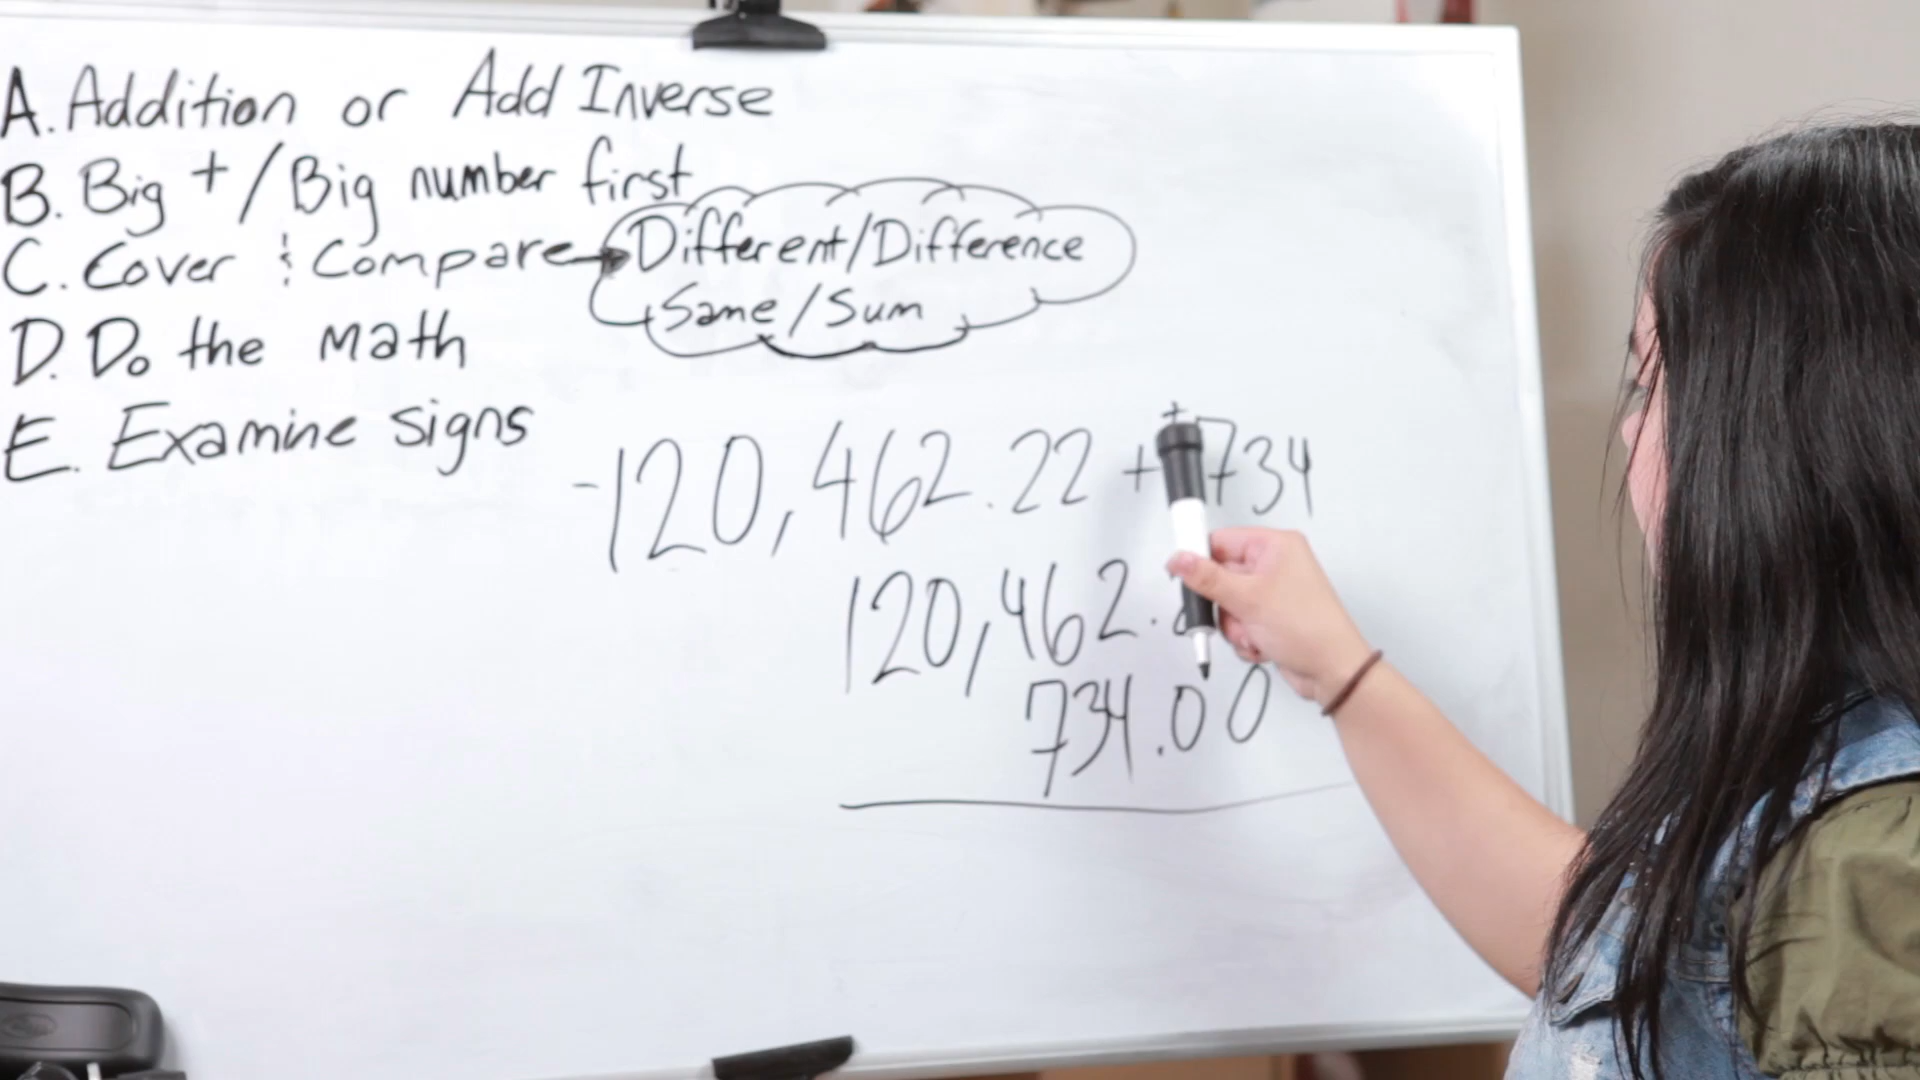 A. Addition or Add Inverse
B. Big + / Big number first
C. Cover & Compare → Different/Difference
Same/Sum
D. Do the math
E. Examine signs
-120,462.22 + +734
120,462.
734.00